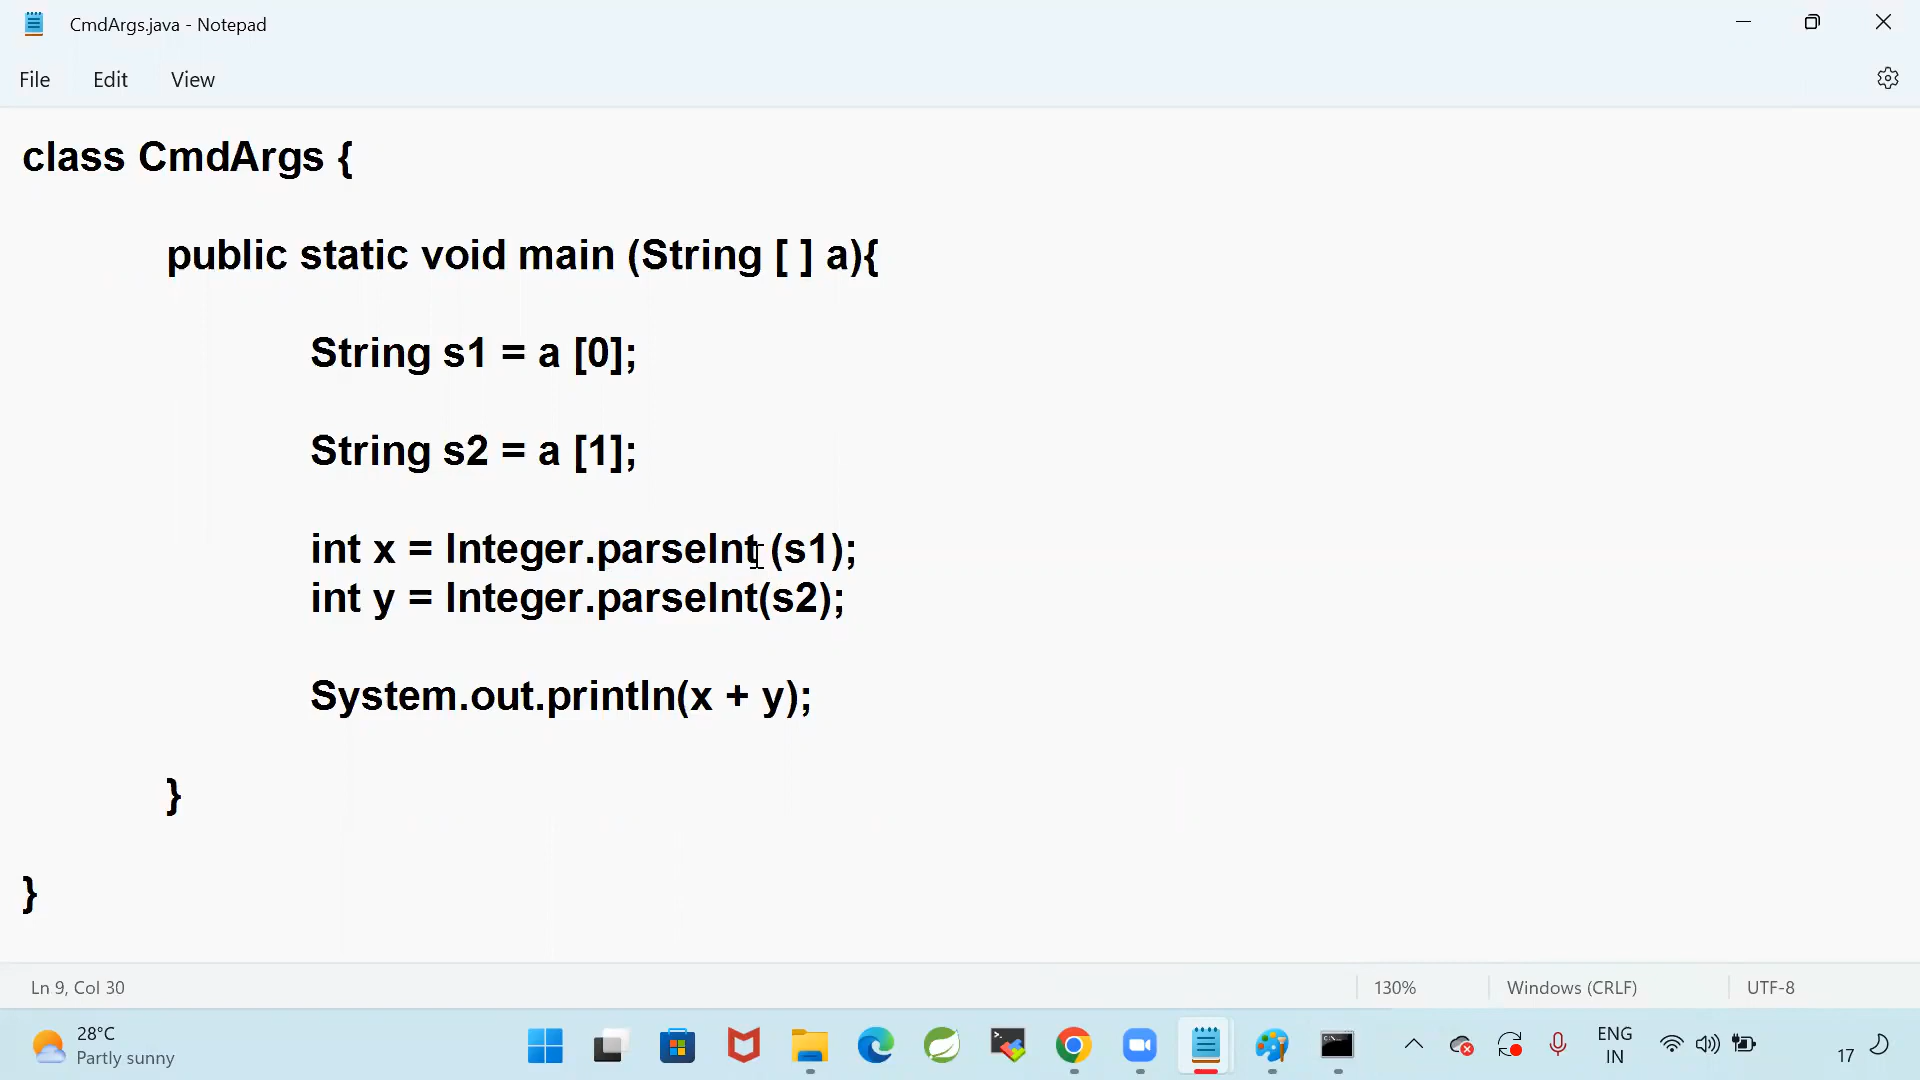 CmdArgs.java - Notepad
File Edit View
class CmdArgs {
public static void main (String [ ] a){
String s1 = a [0];
String s2 = a [1];
int x = Integer.parseInt (s1);
int y = Integer.parseInt(s2);
System.out.println(x + y);
}
}
Ln 9, Col 30 130% Windows (CRLF) UTF-8
28°C
Partly sunny
ENG
IN
17